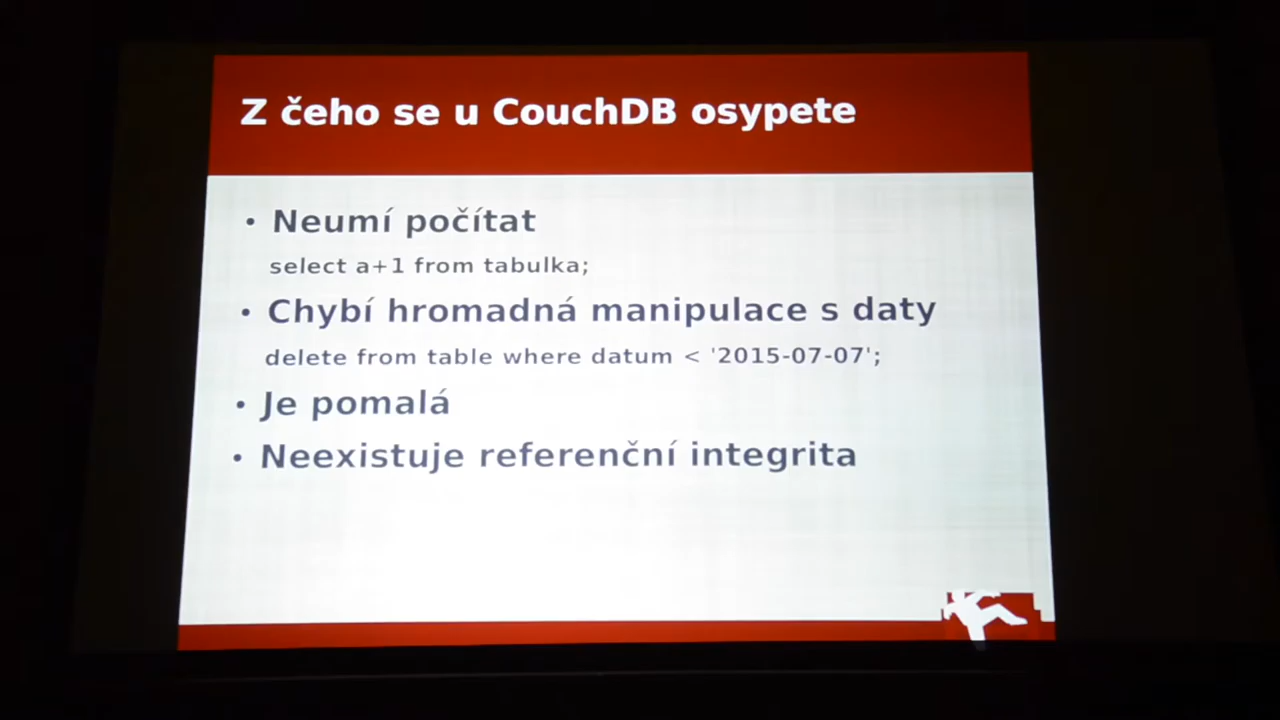 Z čeho se u CouchDB osypete
• Neumí počítat
select a+1 from tabulka;
• Chybí hromadná manipulace s daty
delete from table where datum < '2015-07-07';
• Je pomalá
• Neexistuje referenční integrita